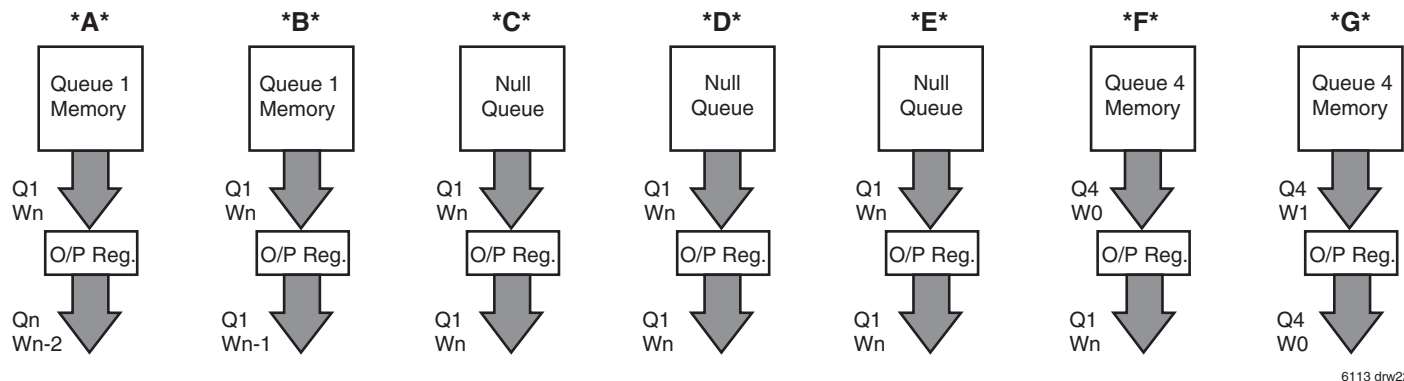 *A*
Queue 1
Memory
Q1
Wn
O/P Reg.
Qn
Wn-2
*B*
Queue 1
Memory
Q1
Wn
O/P Reg.
Q1
Wn-1
*C*
Null
Queue
Q1
Wn
O/P Reg.
Q1
Wn
*D*
Null
Queue
Q1
Wn
O/P Reg.
Q1
Wn
*E*
Null
Queue
Q1
Wn
O/P Reg.
Q1
Wn
*F*
Queue 4
Memory
Q4
W0
O/P Reg.
Q1
Wn
*G*
Queue 4
Memory
Q4
W1
O/P Reg.
Q4
W0